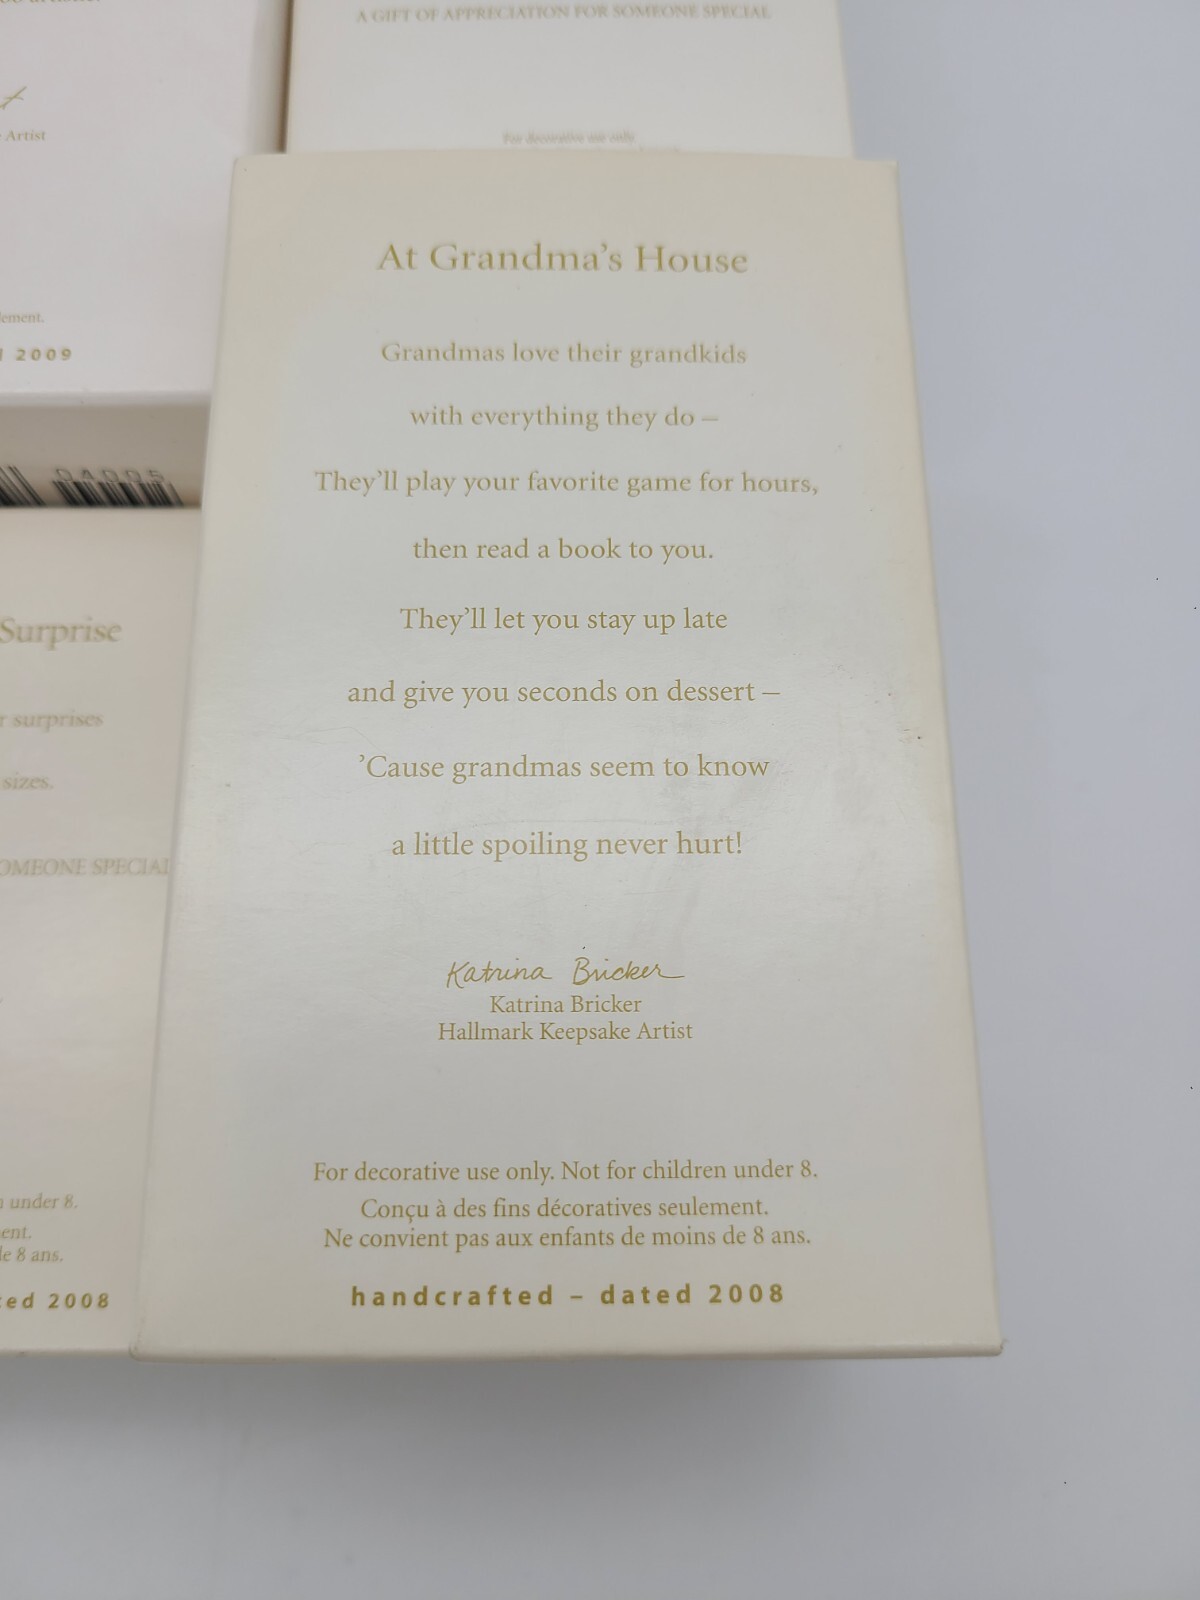 A GIFT OF APPRECIATION FOR SOMEONE SPECIAL
For decorative use only
Artist
2009
04005
At Grandma's House
Grandmas love their grandkids
with everything they do –
They'll play your favorite game for hours,
then read a book to you.
They'll let you stay up late
and give you seconds on dessert –
'Cause grandmas seem to know
a little spoiling never hurt!
Katrina Bricker
Katrina Bricker
Hallmark Keepsake Artist
For decorative use only. Not for children under 8.
Conçu à des fins décoratives seulement.
Ne convient pas aux enfants de moins de 8 ans.
handcrafted – dated 2008
Surprise
surprises
sizes.
SPECIAL
under 8.
8 ans.
2008